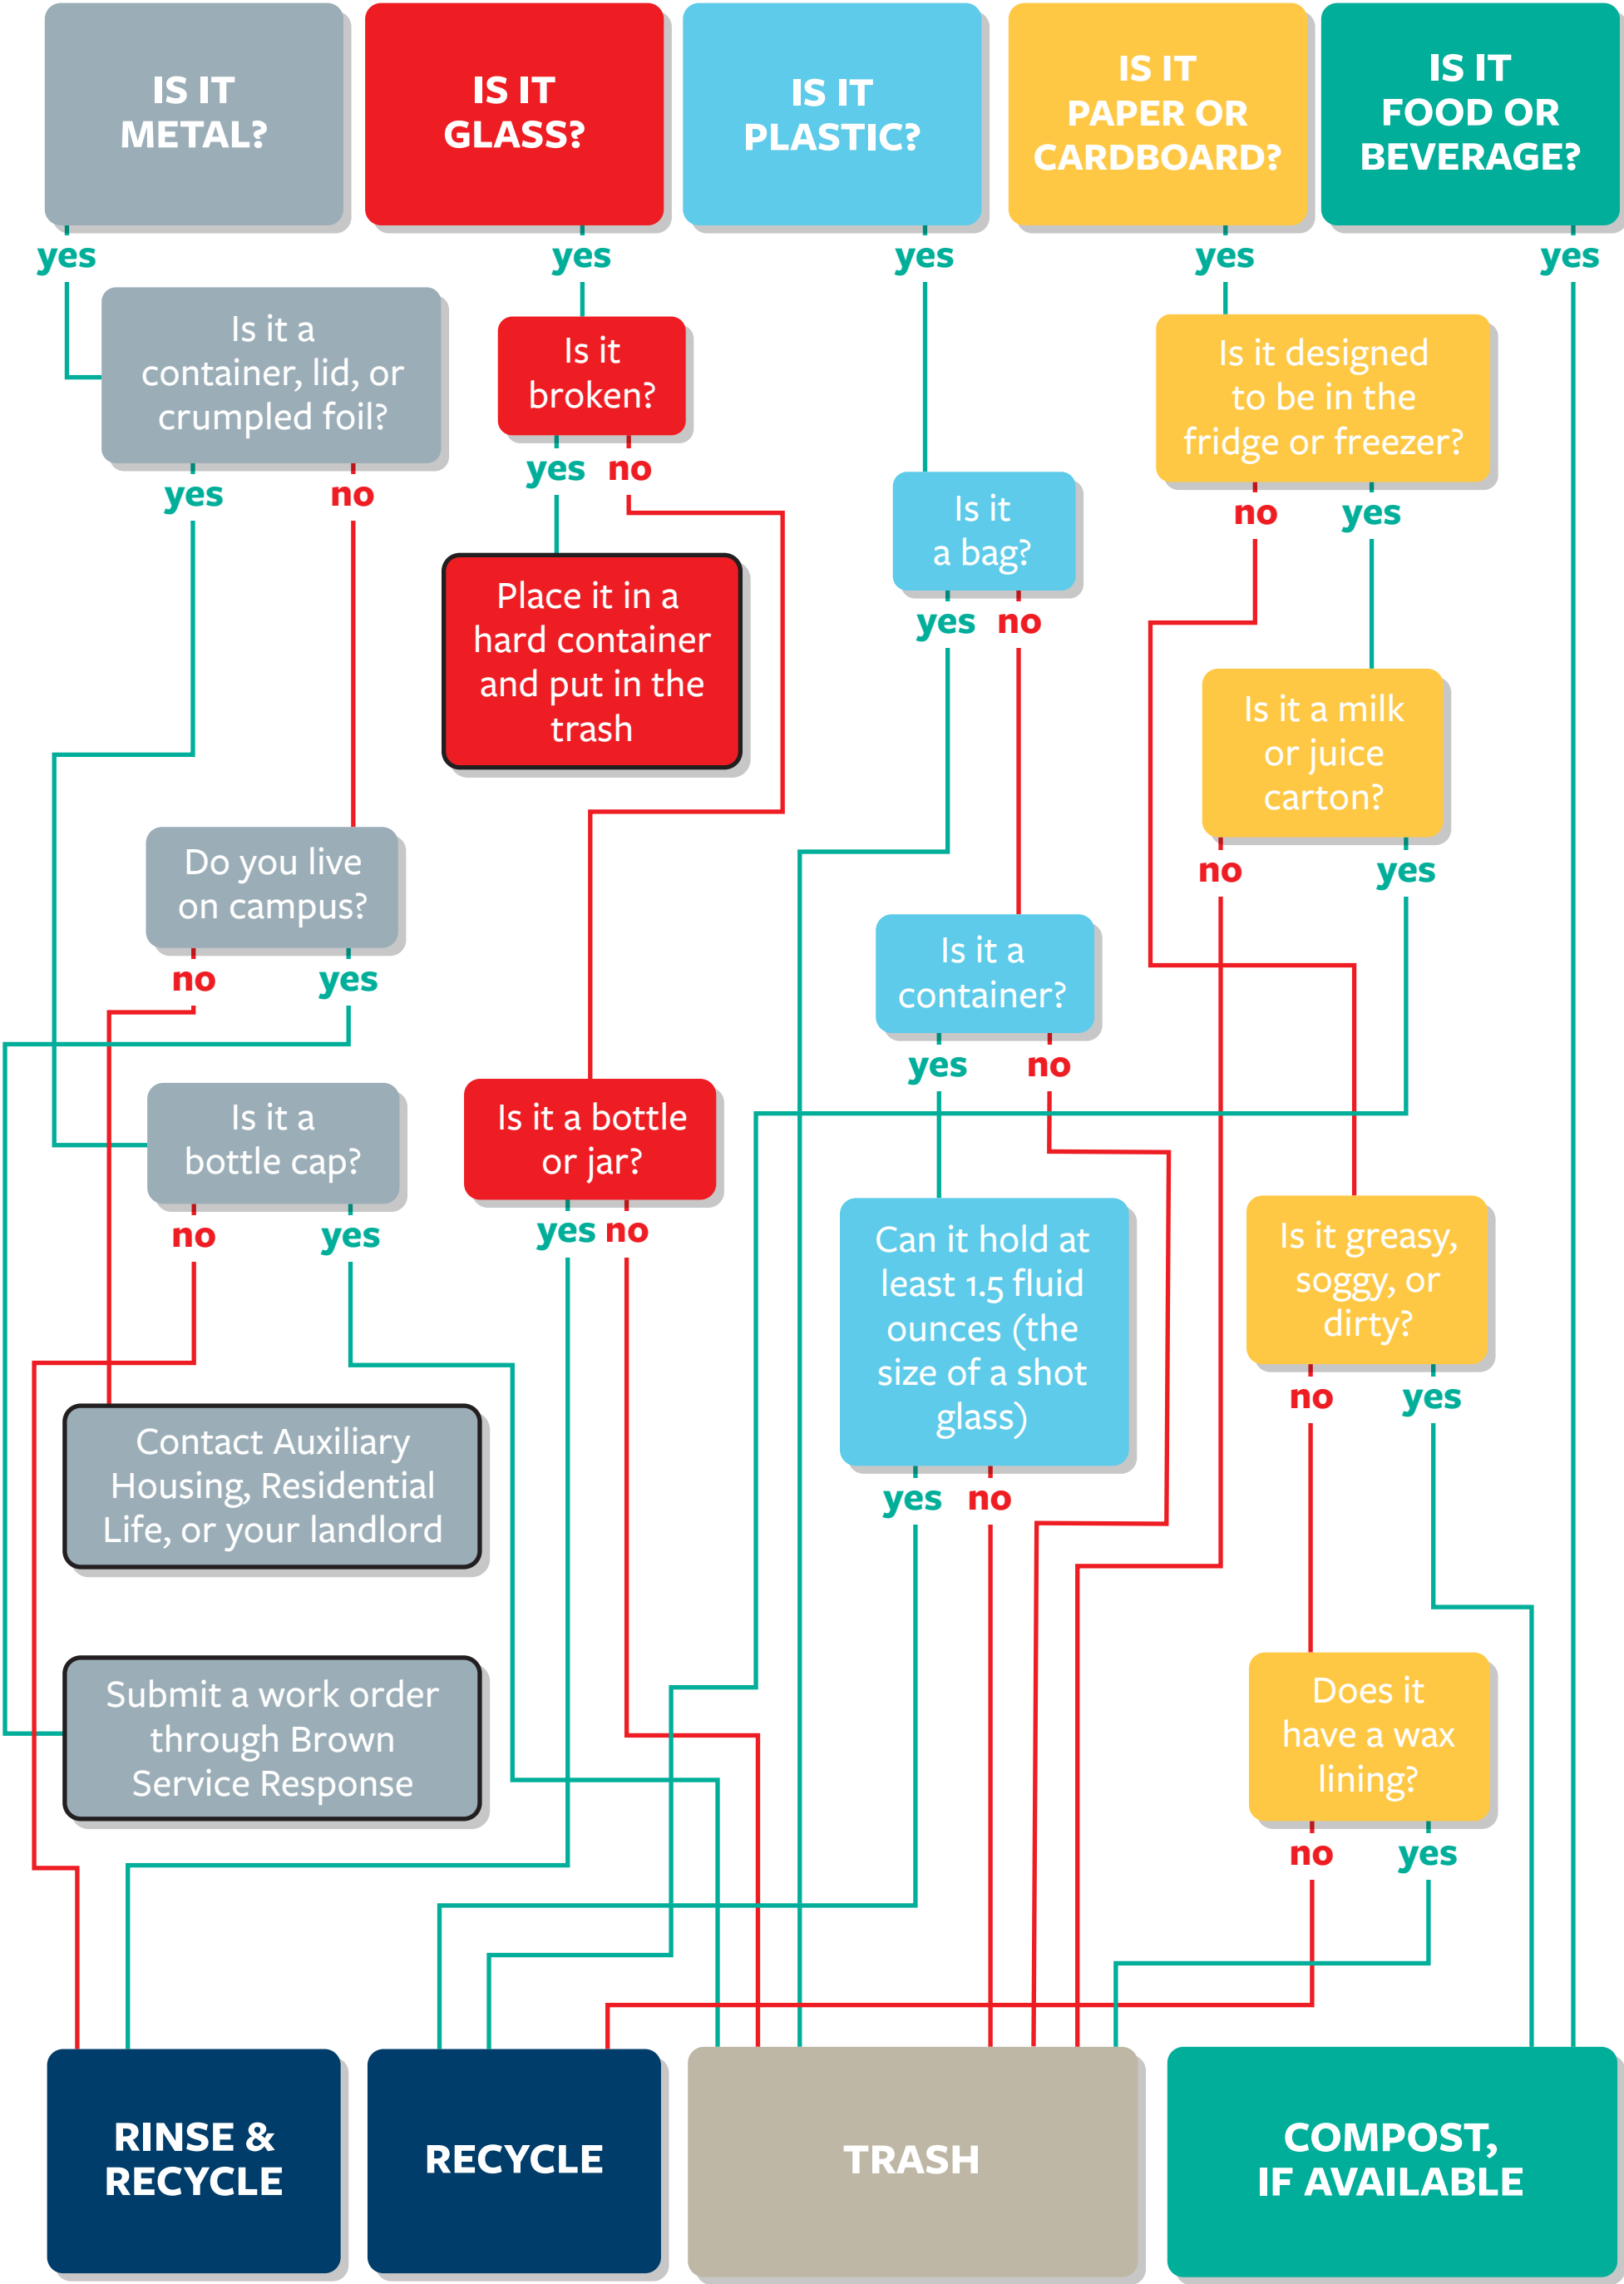 IS IT
METAL?
IS IT
GLASS?
IS IT
PLASTIC?
IS IT
PAPER OR
CARDBOARD?
IS IT
FOOD OR
BEVERAGE?
yes
yes
yes
yes
yes
Is it a
container, lid, or
crumpled foil?
yes
no
Is it
broken?
yes
no
Is it designed
to be in the
fridge or freezer?
no
yes
Is it
a bag?
yes
no
Place it in a
hard container
and put in the
trash
Is it a milk
or juice
carton?
no
yes
Do you live
on campus?
no
yes
Is it a
container?
yes
no
Is it a
bottle cap?
no
yes
Is it a bottle
or jar?
yes
no
Can it hold at
least 1.5 fluid
ounces (the
size of a shot
glass)
yes
no
Is it greasy,
soggy, or
dirty?
no
yes
Contact Auxiliary
Housing, Residential
Life, or your landlord
Submit a work order
through Brown
Service Response
Does it
have a wax
lining?
no
yes
RINSE &
RECYCLE
RECYCLE
TRASH
COMPOST,
IF AVAILABLE